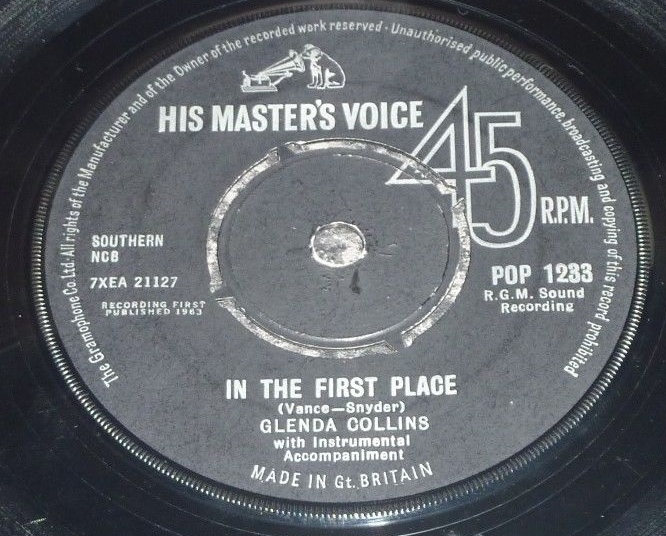 The Gramophone Co. Ltd. All rights of the Manufacturer and of the Owner of the recorded work reserved · Unauthorised public performance, broadcasting and copying of this record prohibited
HIS MASTER'S VOICE
45
R.P.M.
SOUTHERN
NCB
7XEA 21127
RECORDING FIRST
PUBLISHED 1963
POP 1233
R.G.M. Sound
Recording
IN THE FIRST PLACE
(Vance—Snyder)
GLENDA COLLINS
with Instrumental
Accompaniment
MADE IN Gt. BRITAIN